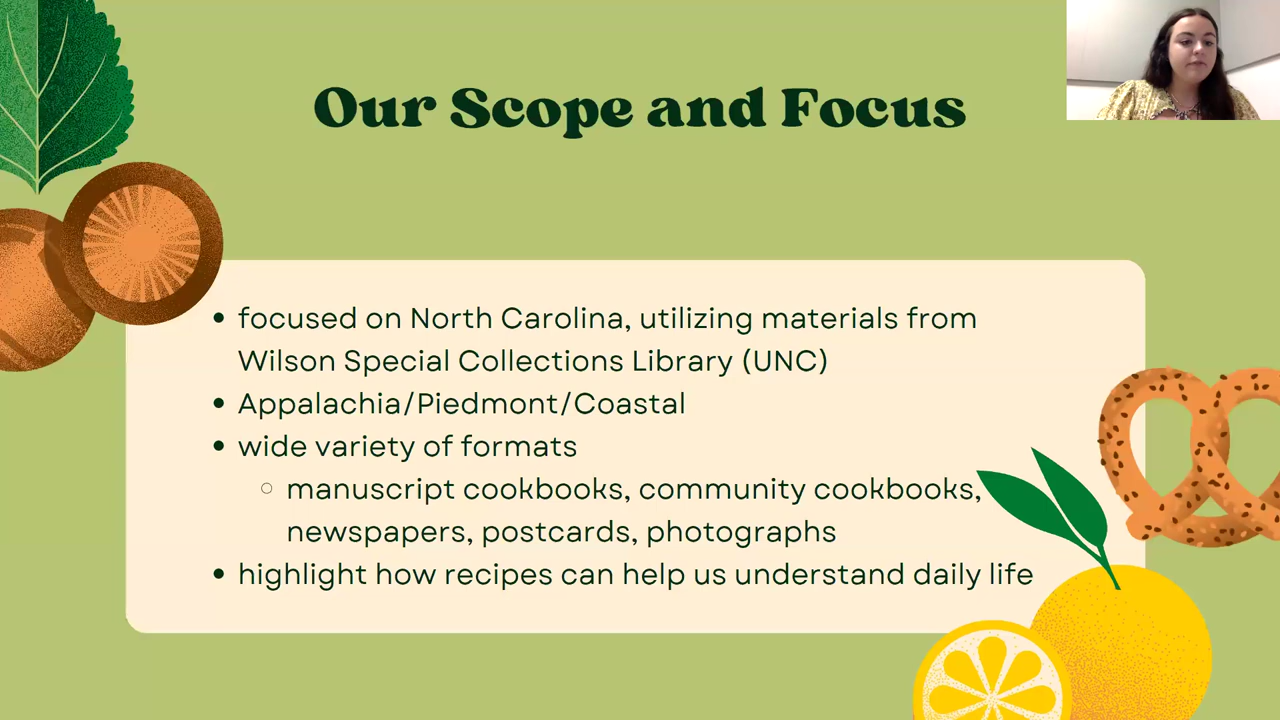 Our Scope and Focus
• focused on North Carolina, utilizing materials from
Wilson Special Collections Library (UNC)
• Appalachia/Piedmont/Coastal
• wide variety of formats
○ manuscript cookbooks, community cookbooks,
newspapers, postcards, photographs
• highlight how recipes can help us understand daily life